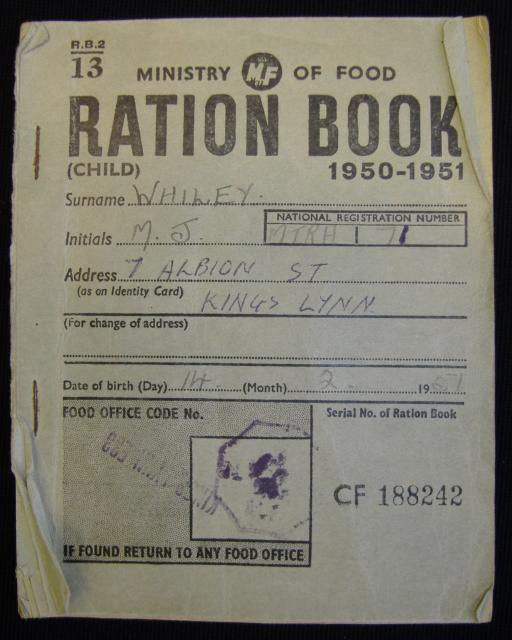 R.B.2
13
MINISTRY MF OF FOOD
RATION BOOK
(CHILD) 1950-1951
Surname WHILEY.
NATIONAL REGISTRATION NUMBER
Initials M. J. MTRH 71
Address 7 ALBION ST
(as on Identity Card) KINGS LYNN
(For change of address)
Date of birth (Day) 14 (Month) 2. 19
FOOD OFFICE CODE No. Serial No. of Ration Book
CF 188242
IF FOUND RETURN TO ANY FOOD OFFICE